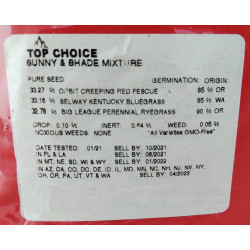 TOP CHOICE
SUNNY & SHADE MIXTURE
PURE SEED GERMINATION: ORIGIN:
33.27 % ORBIT CREEPING RED FESCUE 85 % OR
33.16 % SELWAY KENTUCKY BLUEGRASS 85 % WA
32.78 % BIG LEAGUE PERENNIAL RYEGRASS 90 % OR
CROP: 0.10 % INERT: 0.64 % WEED: 0.05 %
NOXIOUS WEEDS: NONE "All Varieties GMO-Free"
DATE TESTED: 01/21 SELL BY: 10/2021
IN FL & LA SELL BY: 08/2021
IN MT, NE, SD, WI & WY SELL BY: 01/2022
IN AZ, CA, CO, DC, DE, ID, IL, MD, MN, NC, NH, NJ, NV, NY,
OH, OR, PA, UT, VT & WA SELL BY: 04/2022